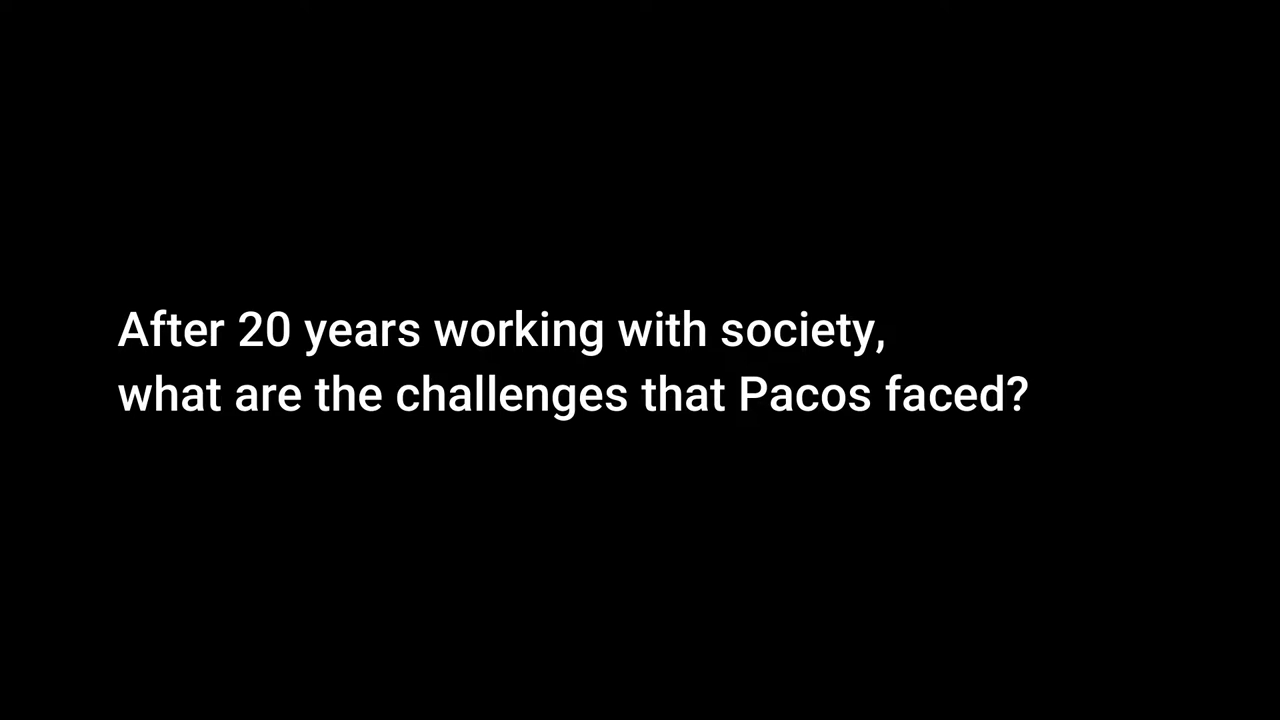 After 20 years working with society,
what are the challenges that Pacos faced?